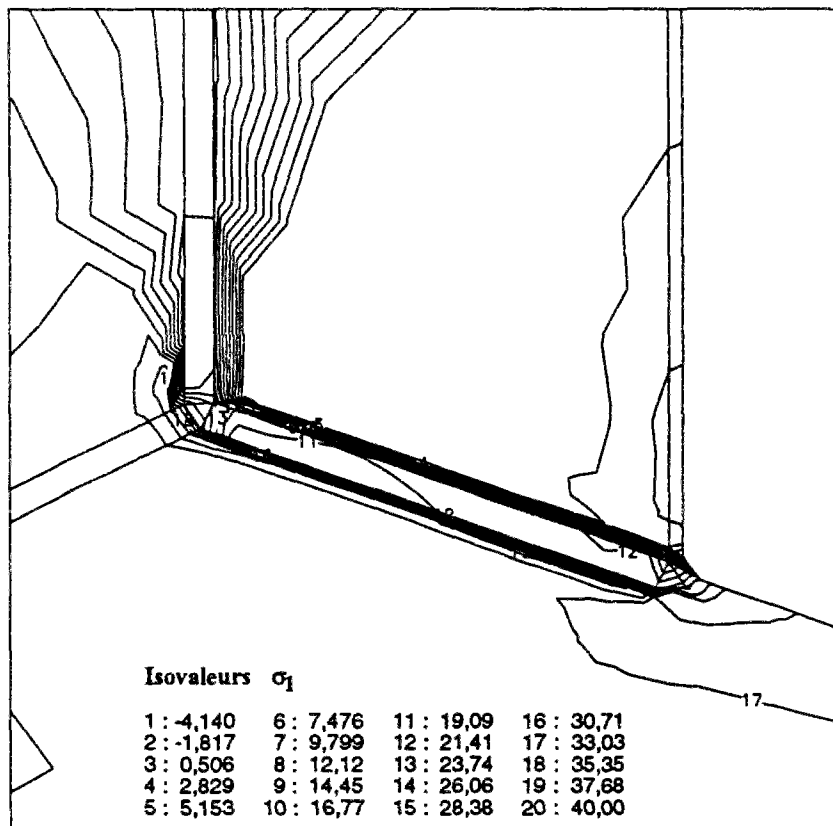 11
12
17
Isovaleurs σ1
1 : -4,140 6 : 7,476 11 : 19,09 16 : 30,71
2 : -1,817 7 : 9,799 12 : 21,41 17 : 33,03
3 : 0,506 8 : 12,12 13 : 23,74 18 : 35,35
4 : 2,829 9 : 14,45 14 : 26,06 19 : 37,68
5 : 5,153 10 : 16,77 15 : 28,38 20 : 40,00